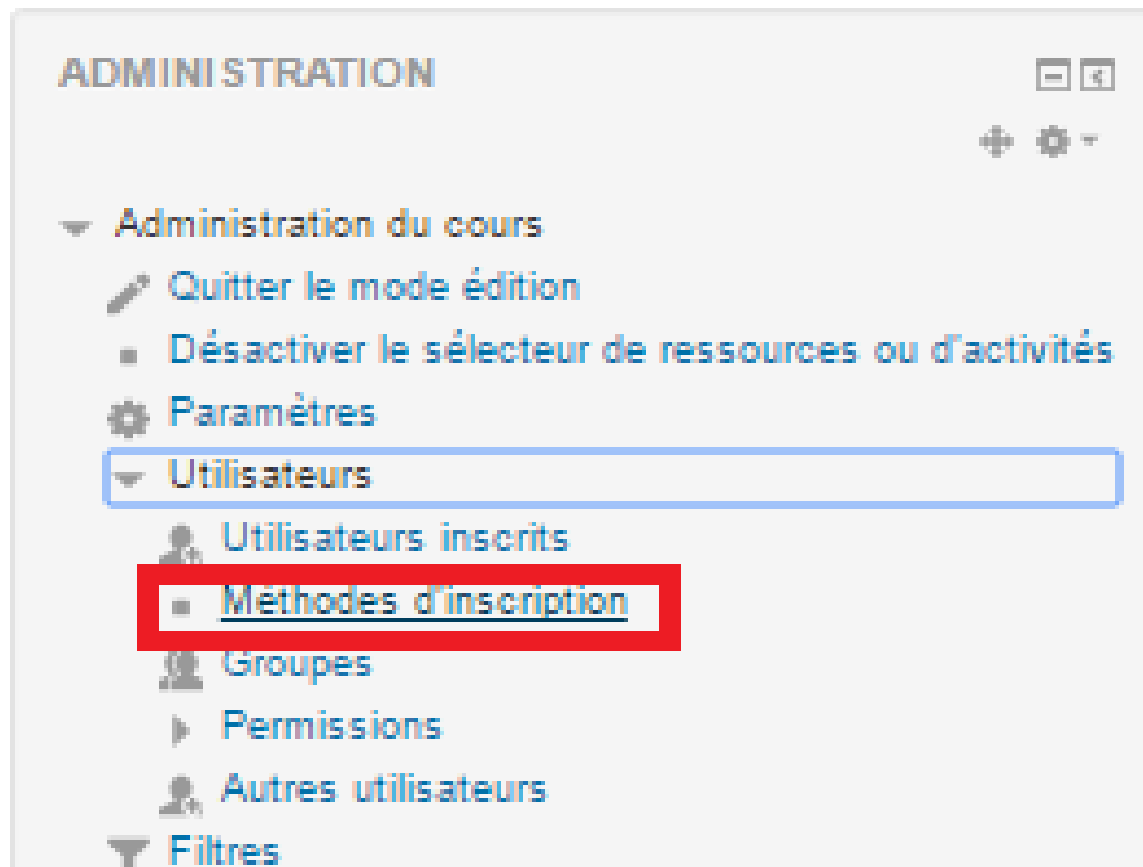 ADMINISTRATION
Administration du cours
Quitter le mode édition
Désactiver le sélecteur de ressources ou d'activités
Paramètres
Utilisateurs
Utilisateurs inscrits
Méthodes d'inscription
Groupes
Permissions
Autres utilisateurs
Filtres